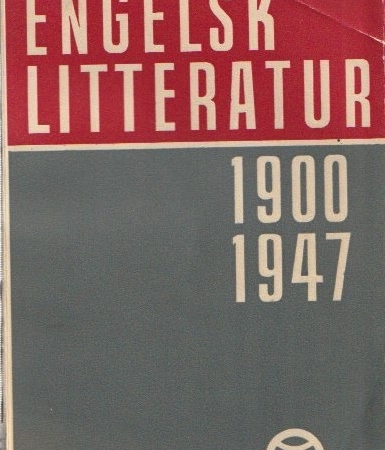 ENGELSK
LITTERATUR
1900
1947